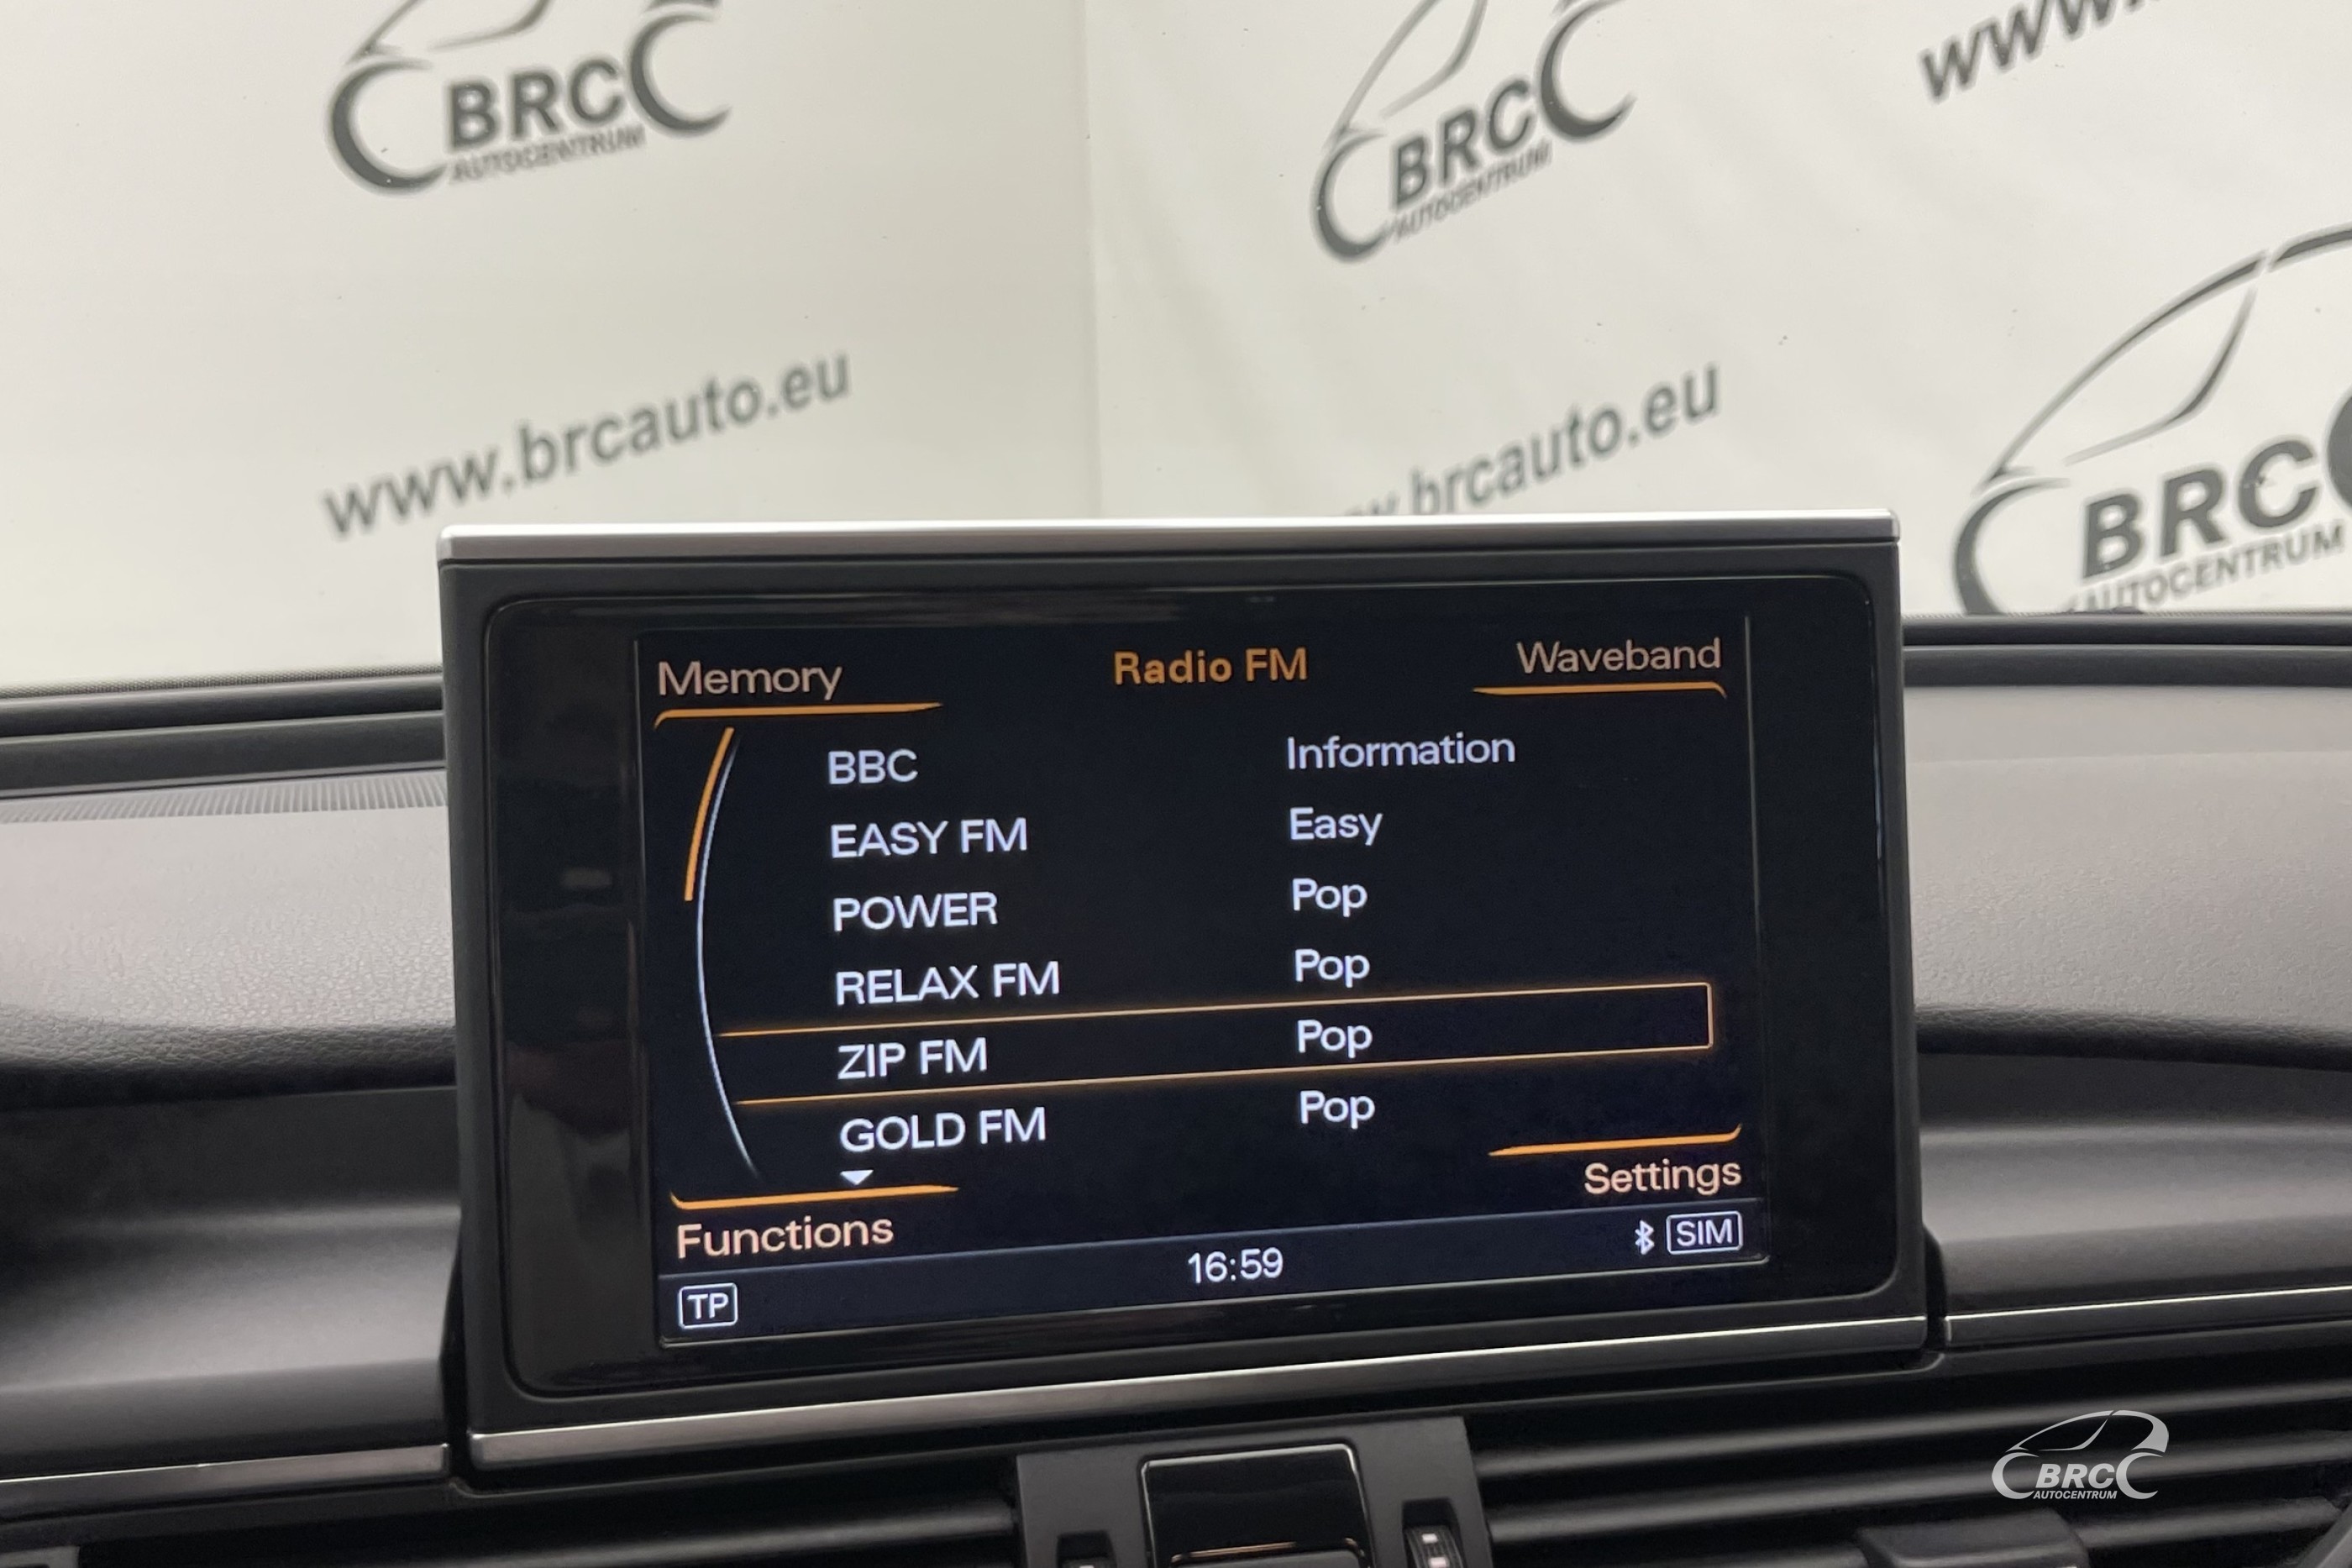 BRC
AUTOCENTRUM
BRC
AUTOCENTRUM
www.
www.brcauto.eu
brcauto.eu
BRC
AUTOCENTRUM
Memory Radio FM Waveband
BBC Information
EASY FM Easy
POWER Pop
RELAX FM Pop
ZIP FM Pop
GOLD FM Pop
Settings
Functions
TP 16:59 SIM
BRC
AUTOCENTRUM